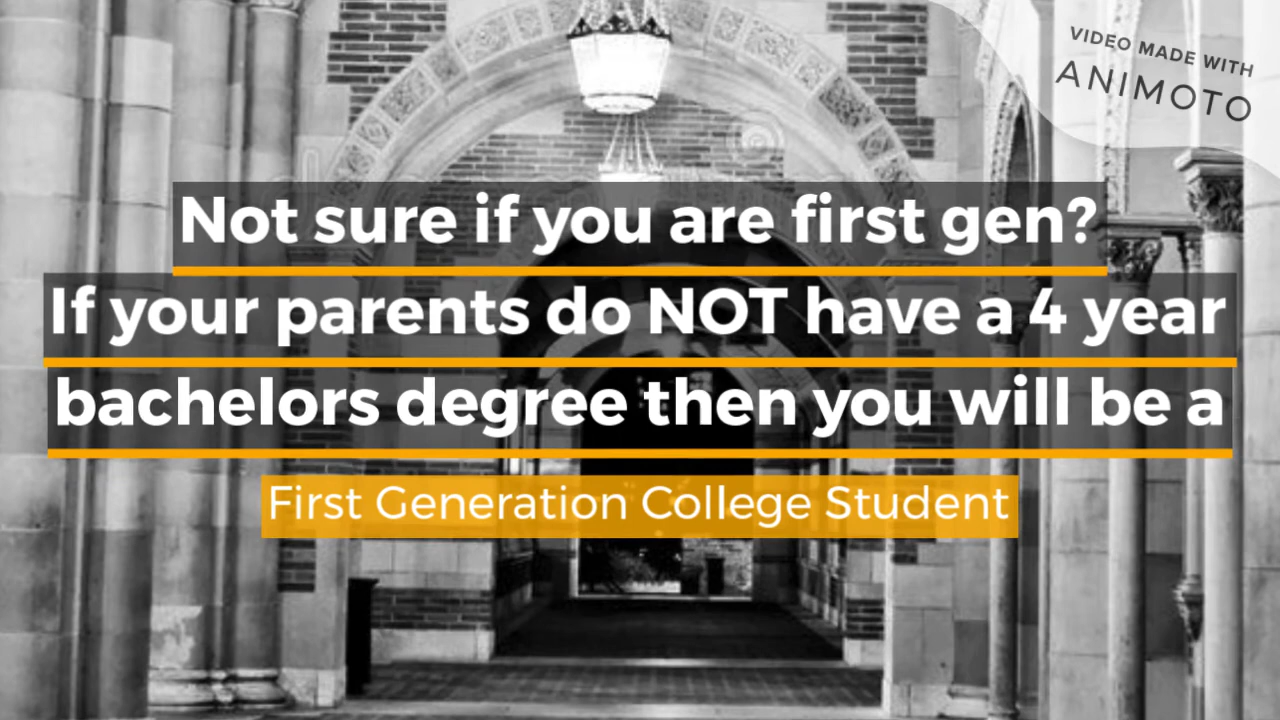 VIDEO MADE WITH
ANIMOTO
Not sure if you are first gen?
If your parents do NOT have a 4 year
bachelors degree then you will be a
First Generation College Student